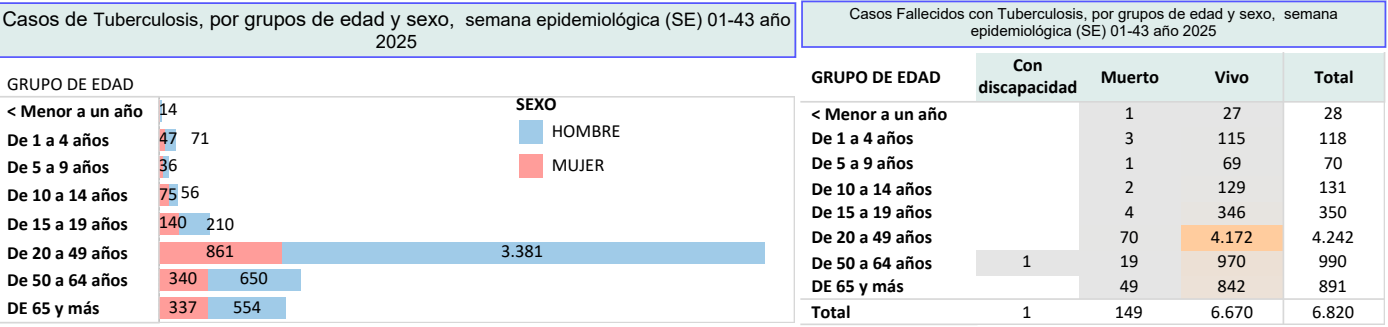 Casos de Tuberculosis, por grupos de edad y sexo, semana epidemiológica (SE) 01-43 año
2025
GRUPO DE EDAD
SEXO
HOMBRE
MUJER
< Menor a un año 14
De 1 a 4 años 47 71
De 5 a 9 años 36
De 10 a 14 años 75 56
De 15 a 19 años 140 210
De 20 a 49 años 861 3.381
De 50 a 64 años 340 650
DE 65 y más 337 554
Casos Fallecidos con Tuberculosis, por grupos de edad y sexo, semana
epidemiológica (SE) 01-43 año 2025
GRUPO DE EDAD Con discapacidad Muerto Vivo Total
< Menor a un año 1 27 28
De 1 a 4 años 3 115 118
De 5 a 9 años 1 69 70
De 10 a 14 años 2 129 131
De 15 a 19 años 4 346 350
De 20 a 49 años 70 4.172 4.242
De 50 a 64 años 1 19 970 990
DE 65 y más 49 842 891
Total 1 149 6.670 6.820